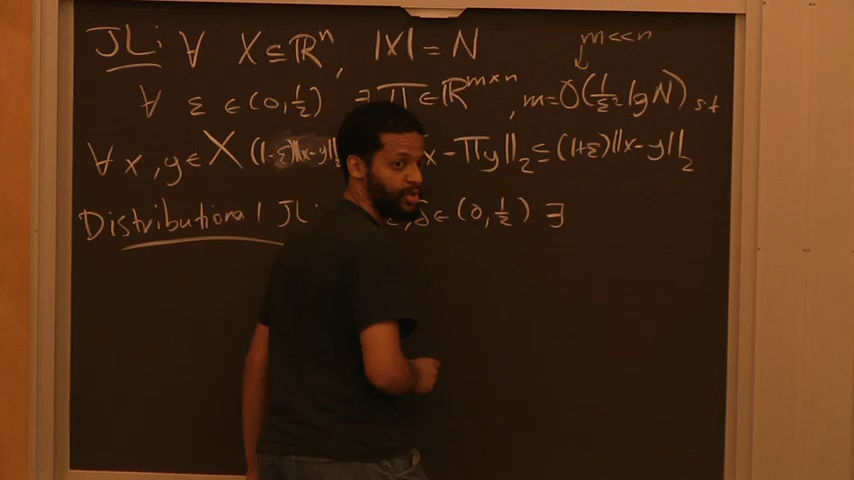 JL: ∀ X ⊆ ℝⁿ, |X| = N
m<<n
∀ ε ∈ (0, 1/2) ∃ Π ∈ ℝ^{m×n}, m = O(1/ε² lg N) s.t.
∀ x, y ∈ X (1-ε)||x-y||₂ x - Πy||₂ ≤ (1+ε)||x-y||₂
Distributional JL: ε, δ ∈ (0, 1/2) ∃